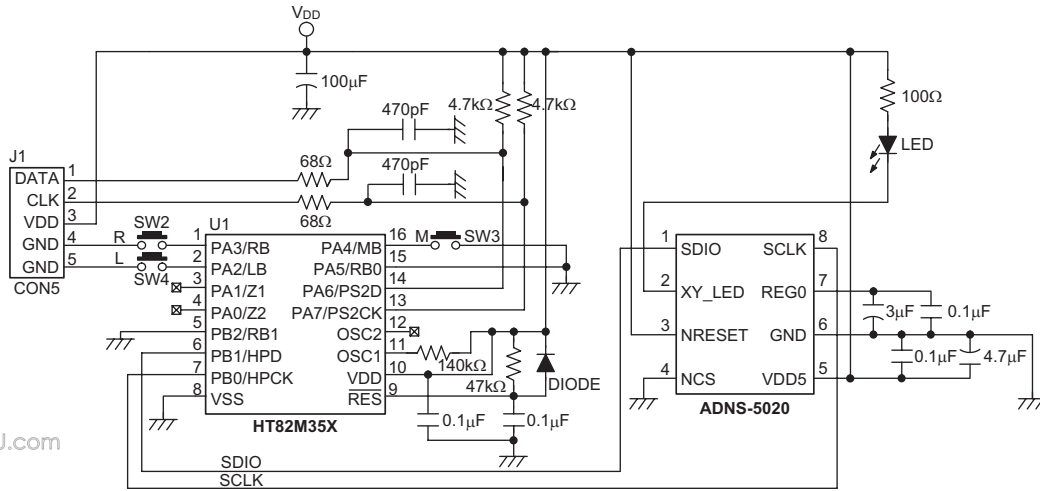 VDD
100μF
4.7kΩ
4.7kΩ
470pF
470pF
68Ω
68Ω
100Ω
LED
J1
DATA 1
CLK 2
VDD 3
GND 4
GND 5
CON5
R SW2
L SW4
U1
1 PA3/RB
2 PA2/LB
3 PA1/Z1
4 PA0/Z2
5 PB2/RB1
6 PB1/HPD
7 PB0/HPCK
8 VSS
PA4/MB 16
PA5/RB0 15
PA6/PS2D 14
PA7/PS2CK 13
OSC2 12
OSC1 11
VDD 10
RES 9
HT82M35X
M SW3
140kΩ
47kΩ
DIODE
0.1μF
0.1μF
1 SDIO
2 XY_LED
3 NRESET
4 NCS
SCLK 8
REG0 7
GND 6
VDD5 5
ADNS-5020
3μF
0.1μF
0.1μF
4.7μF
SDIO
SCLK
J.com